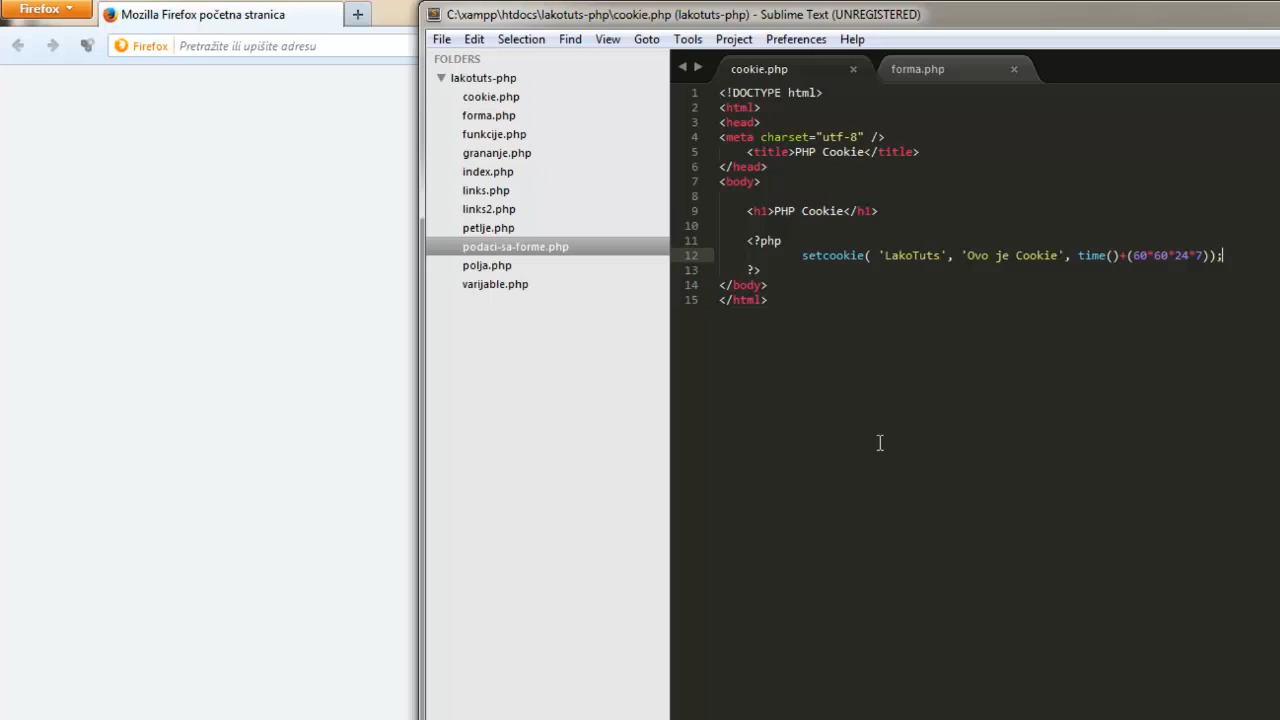 Firefox
Mozilla Firefox početna stranica
Firefox
Pretražite ili upišite adresu
C:\xampp\htdocs\lakotuts-php\cookie.php (lakotuts-php) - Sublime Text (UNREGISTERED)
File Edit Selection Find View Goto Tools Project Preferences Help
FOLDERS
lakotuts-php
cookie.php
forma.php
funkcije.php
grananje.php
index.php
links.php
links2.php
petlje.php
podaci-sa-forme.php
polja.php
varijable.php
cookie.php
forma.php
1 <!DOCTYPE html>
2 <html>
3 <head>
4 <meta charset="utf-8" />
5 <title>PHP Cookie</title>
6 </head>
7 <body>
8
9 <h1>PHP Cookie</h1>
10
11 <?php
12 setcookie( 'LakoTuts', 'Ovo je Cookie', time()+(60*60*24*7));
13 ?>
14 </body>
15 </html>